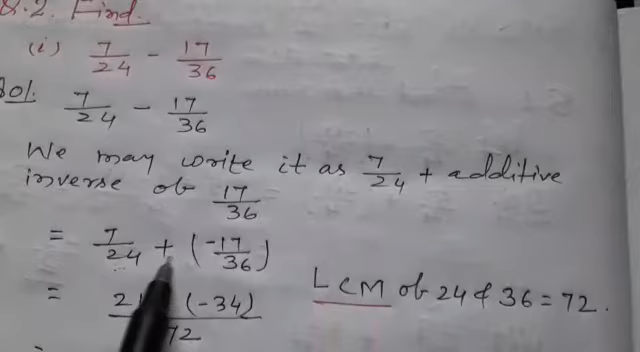 Q.2. Find.
(i) 7/24 - 17/36
Sol. 7/24 - 17/36
We may write it as 7/24 + additive
inverse of 17/36
= 7/24 + (-17/36)
= 21 (-34)/72 LCM of 24 & 36 = 72.
=